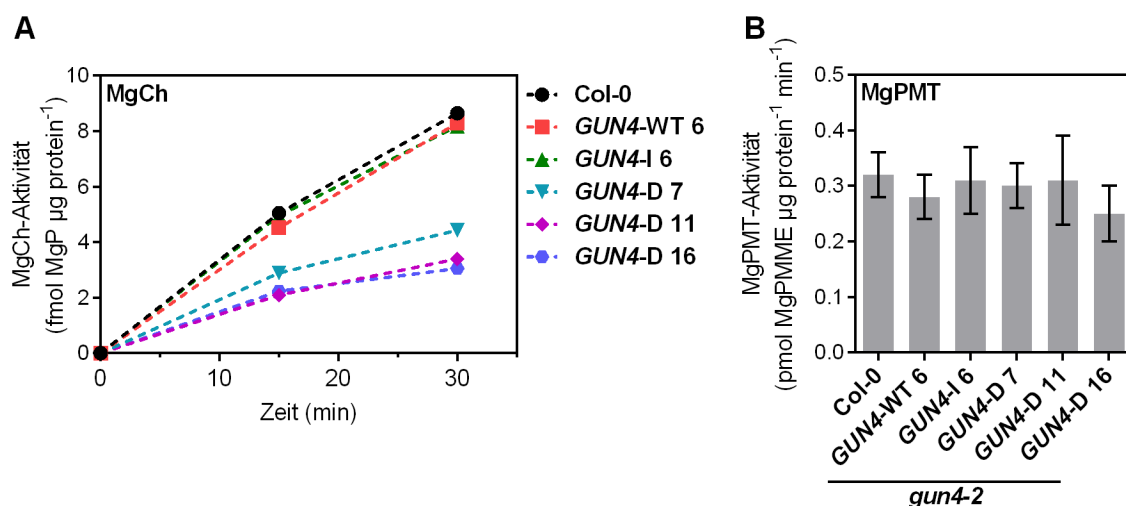 A
MgCh-Aktivität
(fmol MgP µg protein⁻¹)
10
8
6
4
2
0
MgCh
0
10
20
30
Zeit (min)
Col-0
GUN4-WT 6
GUN4-I 6
GUN4-D 7
GUN4-D 11
GUN4-D 16
B
MgPMT-Aktivität
(pmol MgPMME µg protein⁻¹ min⁻¹)
0.5
0.4
0.3
0.2
0.1
0.0
MgPMT
Col-0
GUN4-WT 6
GUN4-I 6
GUN4-D 7
GUN4-D 11
GUN4-D 16
gun4-2